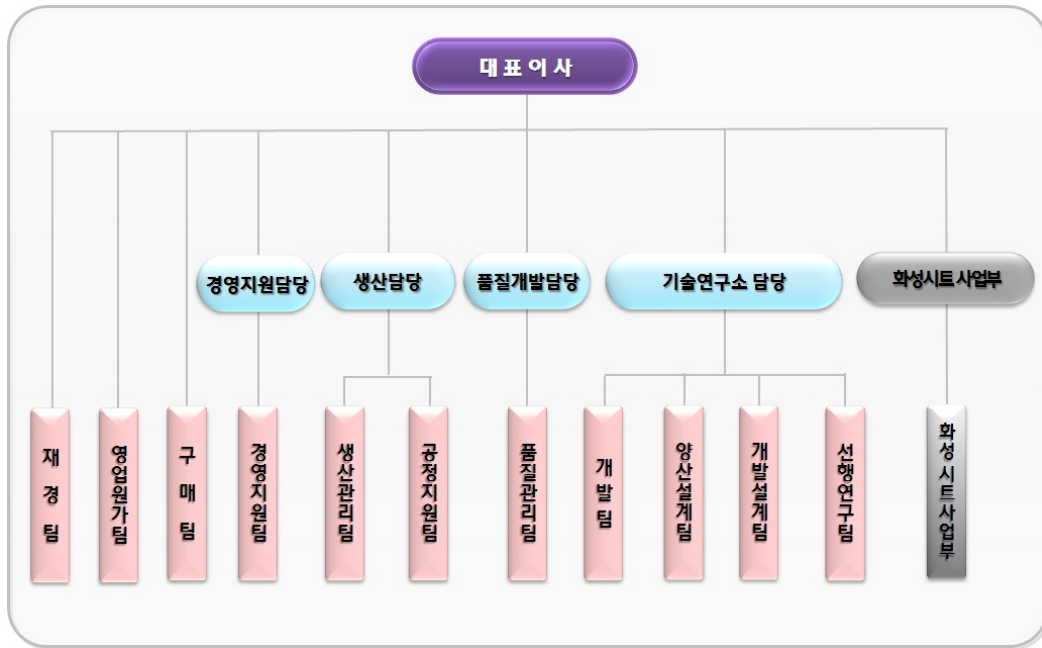 대 표 이 사
경영지원담당
생산담당
품질개발담당
기술연구소 담당
화성시트 사업부
재 경 팀
영업원가팀
구 매 팀
경영지원팀
생산관리팀
공정지원팀
품질관리팀
개 발 팀
양산설계팀
개발설계팀
선행연구팀
화성 시트사업부